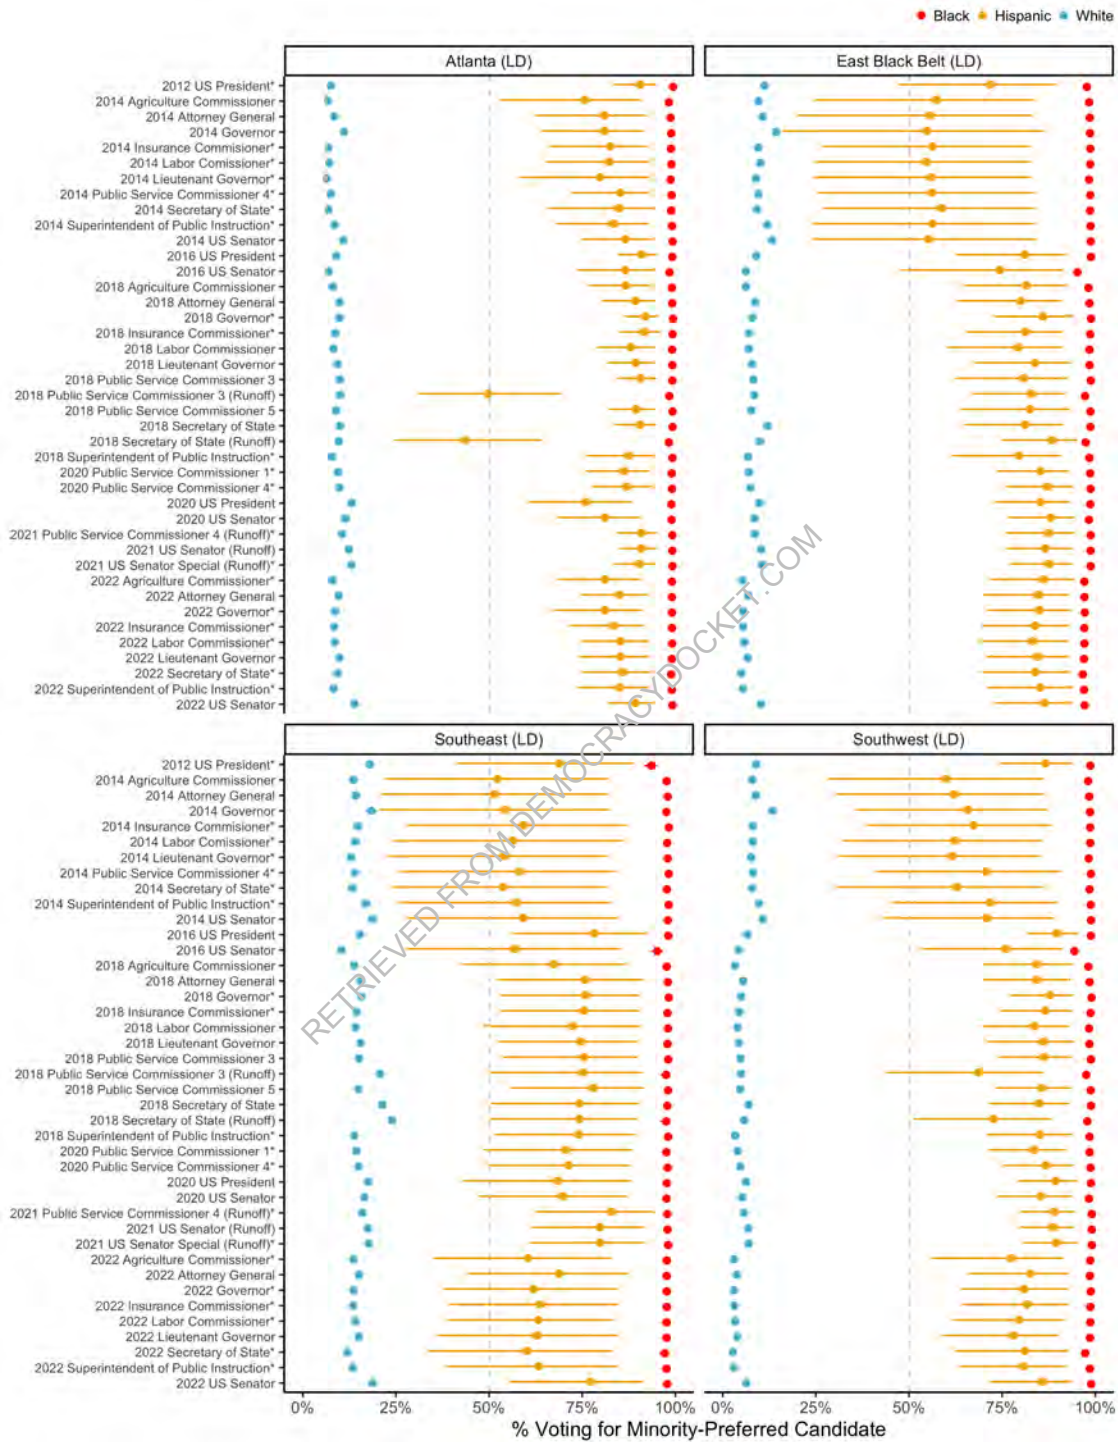 Black Hispanic White
Atlanta (LD) East Black Belt (LD)
2012 US President*
2014 Agriculture Commissioner
2014 Attorney General
2014 Governor
2014 Insurance Commisioner*
2014 Labor Comissioner*
2014 Lieutenant Governor*
2014 Public Service Commissioner 4*
2014 Secretary of State*
2014 Superintendent of Public Instruction*
2014 US Senator
2016 US President
2016 US Senator
2018 Agriculture Commissioner
2018 Attorney General
2018 Governor*
2018 Insurance Commissioner*
2018 Labor Commissioner
2018 Lieutenant Governor
2018 Public Service Commissioner 3
2018 Public Service Commissioner 3 (Runoff)
2018 Public Service Commissioner 5
2018 Secretary of State
2018 Secretary of State (Runoff)
2018 Superintendent of Public Instruction*
2020 Public Service Commissioner 1*
2020 Public Service Commissioner 4*
2020 US President
2020 US Senator
2021 Public Service Commissioner 4 (Runoff)*
2021 US Senator (Runoff)
2021 US Senator Special (Runoff)*
2022 Agriculture Commissioner*
2022 Attorney General
2022 Governor*
2022 Insurance Commissioner*
2022 Labor Commissioner*
2022 Lieutenant Governor
2022 Secretary of State*
2022 Superintendent of Public Instruction*
2022 US Senator
Southeast (LD) Southwest (LD)
2012 US President*
2014 Agriculture Commissioner
2014 Attorney General
2014 Governor
2014 Insurance Commisioner*
2014 Labor Comissioner*
2014 Lieutenant Governor*
2014 Public Service Commissioner 4*
2014 Secretary of State*
2014 Superintendent of Public Instruction*
2014 US Senator
2016 US President
2016 US Senator
2018 Agriculture Commissioner
2018 Attorney General
2018 Governor*
2018 Insurance Commissioner*
2018 Labor Commissioner
2018 Lieutenant Governor
2018 Public Service Commissioner 3
2018 Public Service Commissioner 3 (Runoff)
2018 Public Service Commissioner 5
2018 Secretary of State
2018 Secretary of State (Runoff)
2018 Superintendent of Public Instruction*
2020 Public Service Commissioner 1*
2020 Public Service Commissioner 4*
2020 US President
2020 US Senator
2021 Public Service Commissioner 4 (Runoff)*
2021 US Senator (Runoff)
2021 US Senator Special (Runoff)*
2022 Agriculture Commissioner*
2022 Attorney General
2022 Governor*
2022 Insurance Commissioner*
2022 Labor Commissioner*
2022 Lieutenant Governor
2022 Secretary of State*
2022 Superintendent of Public Instruction*
2022 US Senator
0% 25% 50% 75% 100% 0% 25% 50% 75% 100%
% Voting for Minority-Preferred Candidate
RETRIEVED FROM DEMOCRACYDOCKET.COM